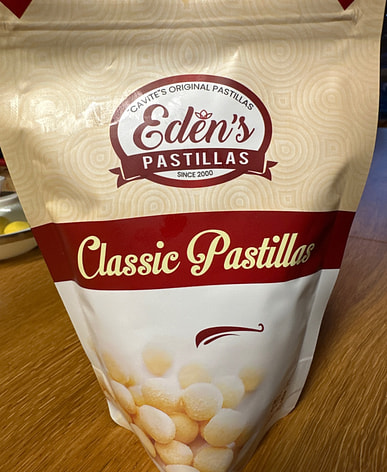 CAVITE'S ORIGINAL PASTILLAS
Eden's
PASTILLAS
SINCE 2000
Classic Pastillas